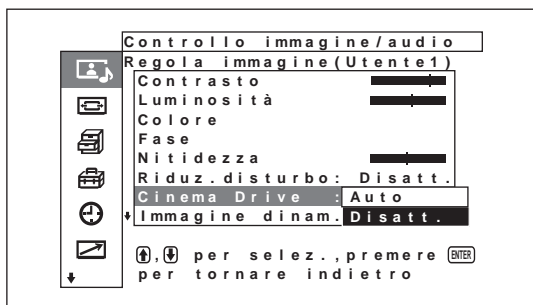 Controllo immagine/audio
Regola immagine(Utente1)
Contrasto
Luminosità
Colore
Fase
Nitidezza
Riduz.disturbo: Disatt.
Cinema Drive : Auto
Immagine dinam. Disatt.
, per selez.,premere ENTER
per tornare indietro